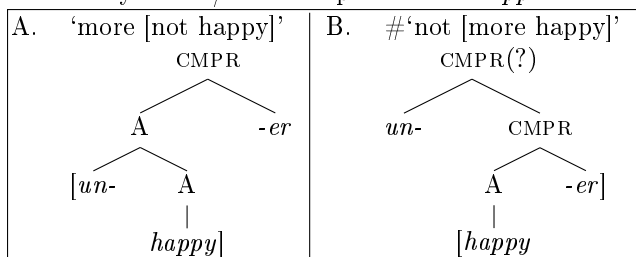 A. ‘more [not happy]’ B. #‘not [more happy]’
CMPR CMPR(?)
A -er un- CMPR
[un- A A -er]
happy] [happy